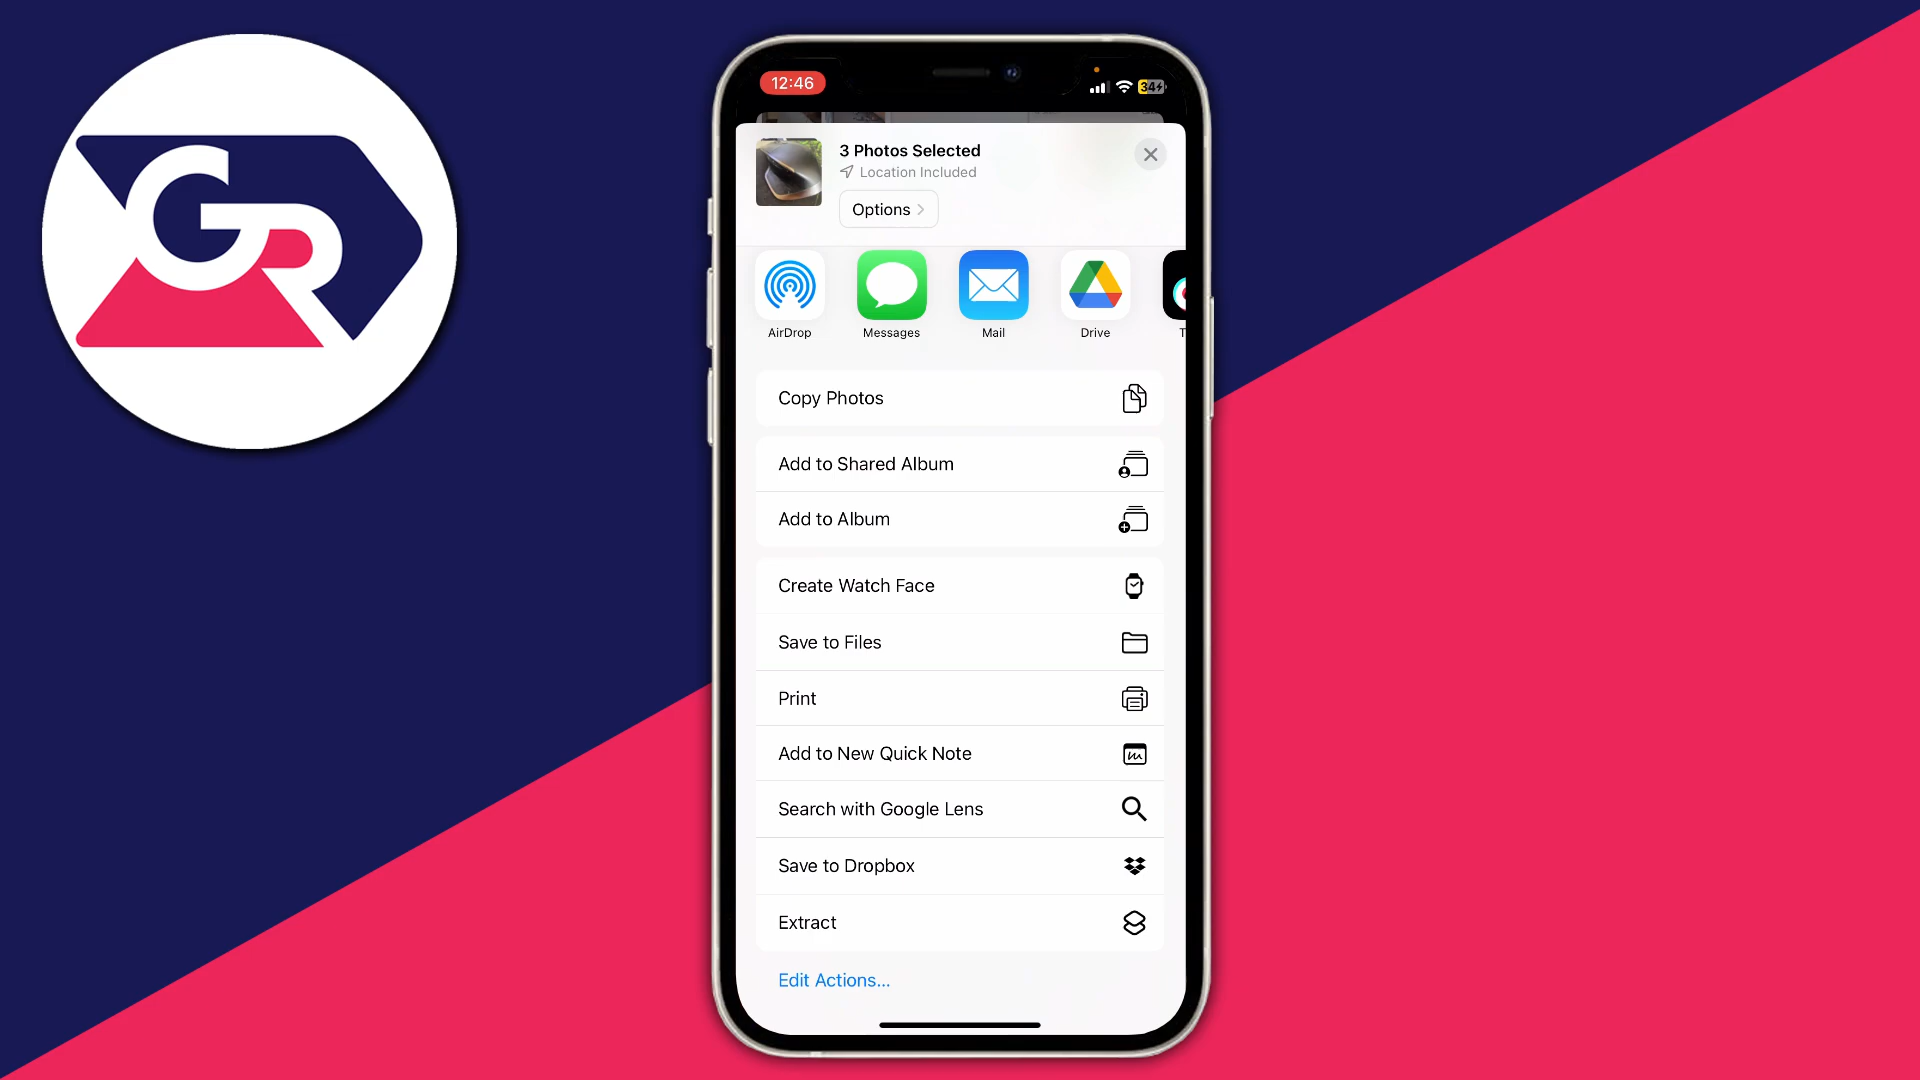 GR
12:46
34
3 Photos Selected
Location Included
Options
AirDrop
Messages
Mail
Drive
T
Copy Photos
Add to Shared Album
Add to Album
Create Watch Face
Save to Files
Print
Add to New Quick Note
Search with Google Lens
Save to Dropbox
Extract
Edit Actions...